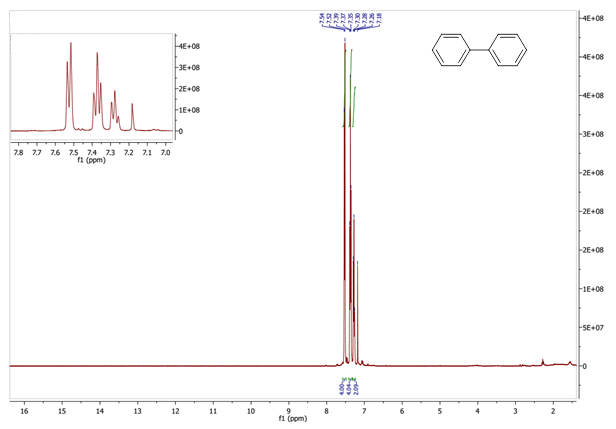 7.54
7.52
7.39
7.37
7.35
7.30
7.28
7.26
7.18
4E+08
3E+08
2E+08
1E+08
0
7.8 7.7 7.6 7.5 7.4 7.3 7.2 7.1 7.0
f1 (ppm)
4E+08
4E+08
3E+08
3E+08
2E+08
2E+08
1E+08
5E+07
0
4.00
4.04
2.09
16 15 14 13 12 11 10 9 8 7 6 5 4 3 2
f1 (ppm)